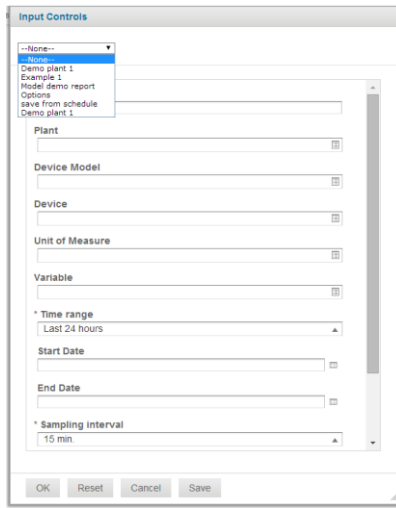 Input Controls
--None--
--None--
Demo plant 1
Example 1
Model demo report
Options
save from schedule
Demo plant 1
Plant
Device Model
Device
Unit of Measure
Variable
* Time range
Last 24 hours
Start Date
End Date
* Sampling interval
15 min.
OK Reset Cancel Save